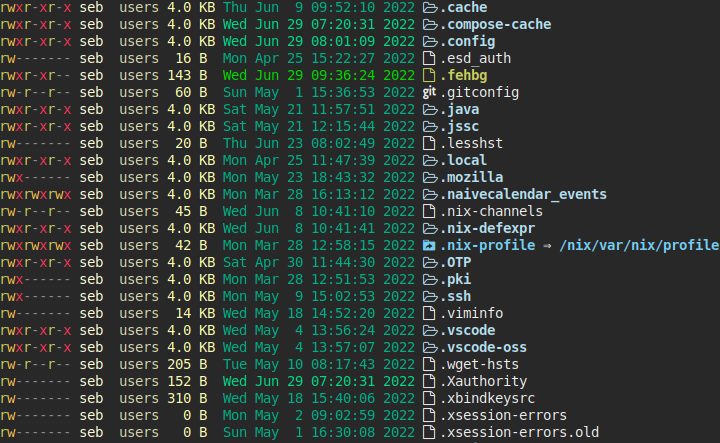 rwxr-xr-x seb  users 4.0 KB Thu Jun  9 09:52:10 2022 .cache
rwxr-xr-x seb  users 4.0 KB Wed Jun 29 07:20:31 2022 .compose-cache
rwxr-xr-x seb  users 4.0 KB Wed Jun 29 08:01:09 2022 .config
rw------- seb  users  16 B  Mon Apr 25 15:22:27 2022 .esd_auth
rwxr--r-- seb  users 143 B  Wed Jun 29 09:36:24 2022 .fehbg
rw-r--r-- seb  users  60 B  Sun May  1 15:36:53 2022 git .gitconfig
rwxr-xr-x seb  users 4.0 KB Sat May 21 11:57:51 2022 .java
rwxr-xr-x seb  users 4.0 KB Sat May 21 12:15:44 2022 .jssc
rw------- seb  users  20 B  Thu Jun 23 08:02:49 2022 .lesshst
rwxr-xr-x seb  users 4.0 KB Mon Apr 25 11:47:39 2022 .local
rwx------ seb  users 4.0 KB Mon May 23 18:43:32 2022 .mozilla
rwxrwxrwx seb  users 4.0 KB Mon Mar 28 16:13:12 2022 .naivecalendar_events
rw-r--r-- seb  users  45 B  Wed Jun  8 10:41:10 2022 .nix-channels
rwxr-xr-x seb  users 4.0 KB Wed Jun  8 10:41:41 2022 .nix-defexpr
rwxrwxrwx seb  users  42 B  Mon Mar 28 12:58:15 2022 .nix-profile ⇒ /nix/var/nix/profile
rwxr-xr-x seb  users 4.0 KB Sat Apr 30 11:44:30 2022 .OTP
rwx------ seb  users 4.0 KB Mon Mar 28 12:51:53 2022 .pki
rwx------ seb  users 4.0 KB Mon May  9 15:02:53 2022 .ssh
rw------- seb  users  14 KB Wed May 18 14:52:20 2022 .viminfo
rwxr-xr-x seb  users 4.0 KB Wed May  4 13:56:24 2022 .vscode
rwxr-xr-x seb  users 4.0 KB Wed May  4 13:57:07 2022 .vscode-oss
rw-r--r-- seb  users 205 B  Tue May 10 08:17:43 2022 .wget-hsts
rw------- seb  users 152 B  Wed Jun 29 07:20:31 2022 .Xauthority
rw------- seb  users 310 B  Wed May 18 15:40:06 2022 .xbindkeysrc
rw------- seb  users   0 B  Mon May  2 09:02:59 2022 .xsession-errors
rw------- seb  users   0 B  Sun May  1 16:30:08 2022 .xsession-errors.old